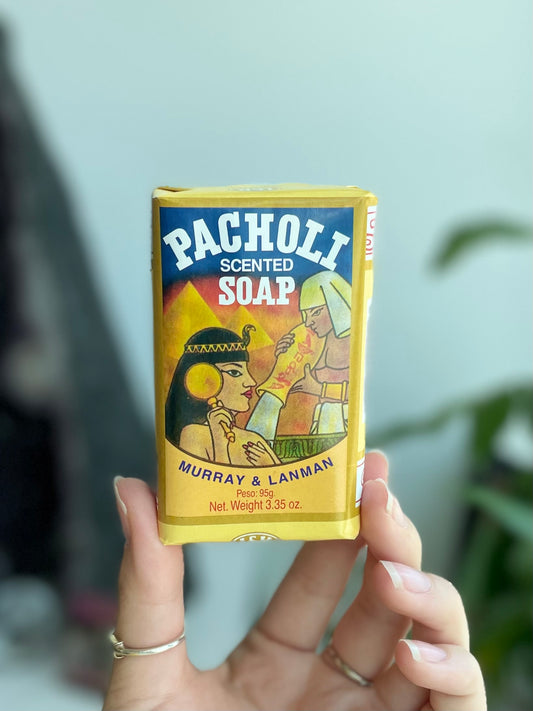 PACHOLI
SCENTED
SOAP
MURRAY & LANMAN
Peso: 95g.
Net. Weight 3.35 oz.